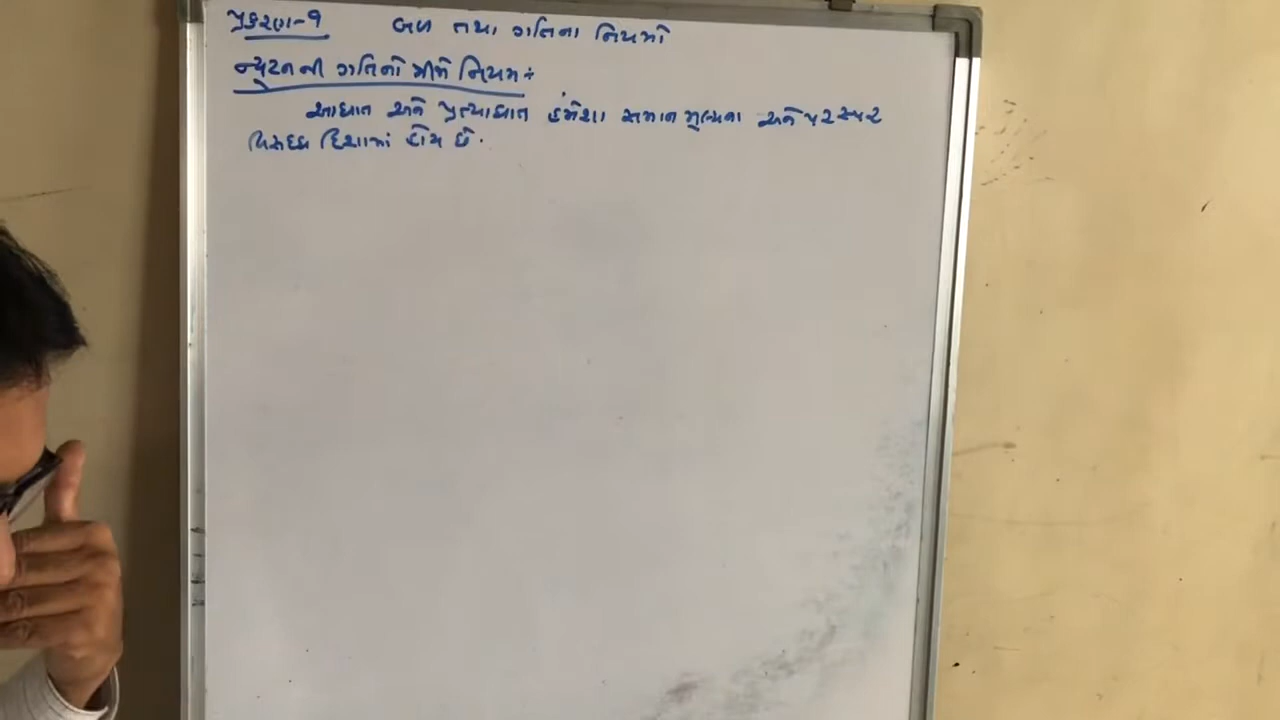 પ્રકરણ-૧ બળ તથા ગતિના નિયમો
ન્યુટનની ગતિનો ત્રીજો નિયમ:
આઘાત અને પ્રત્યાઘાત હંમેશા સમાન મુલ્યના અને પરસ્પર
વિરુધ્ધ દિશામાં હોય છે.